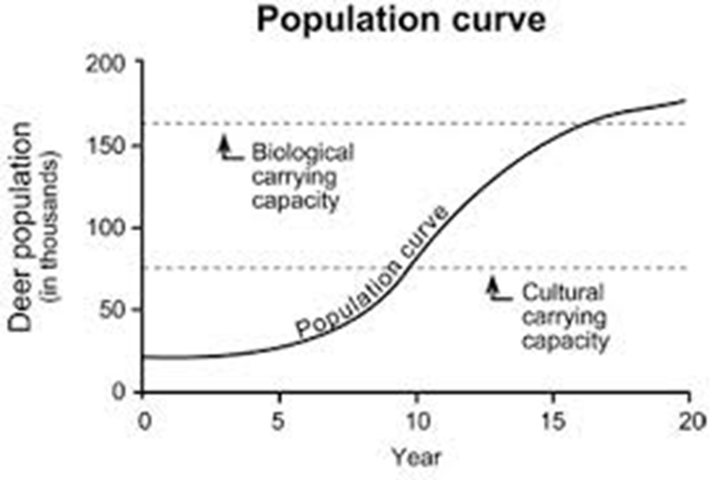 Population curve
200
150
100
50
0
Deer population
(in thousands)
Biological
carrying
capacity
Population curve
Cultural
carrying
capacity
0 5 10 15 20
Year